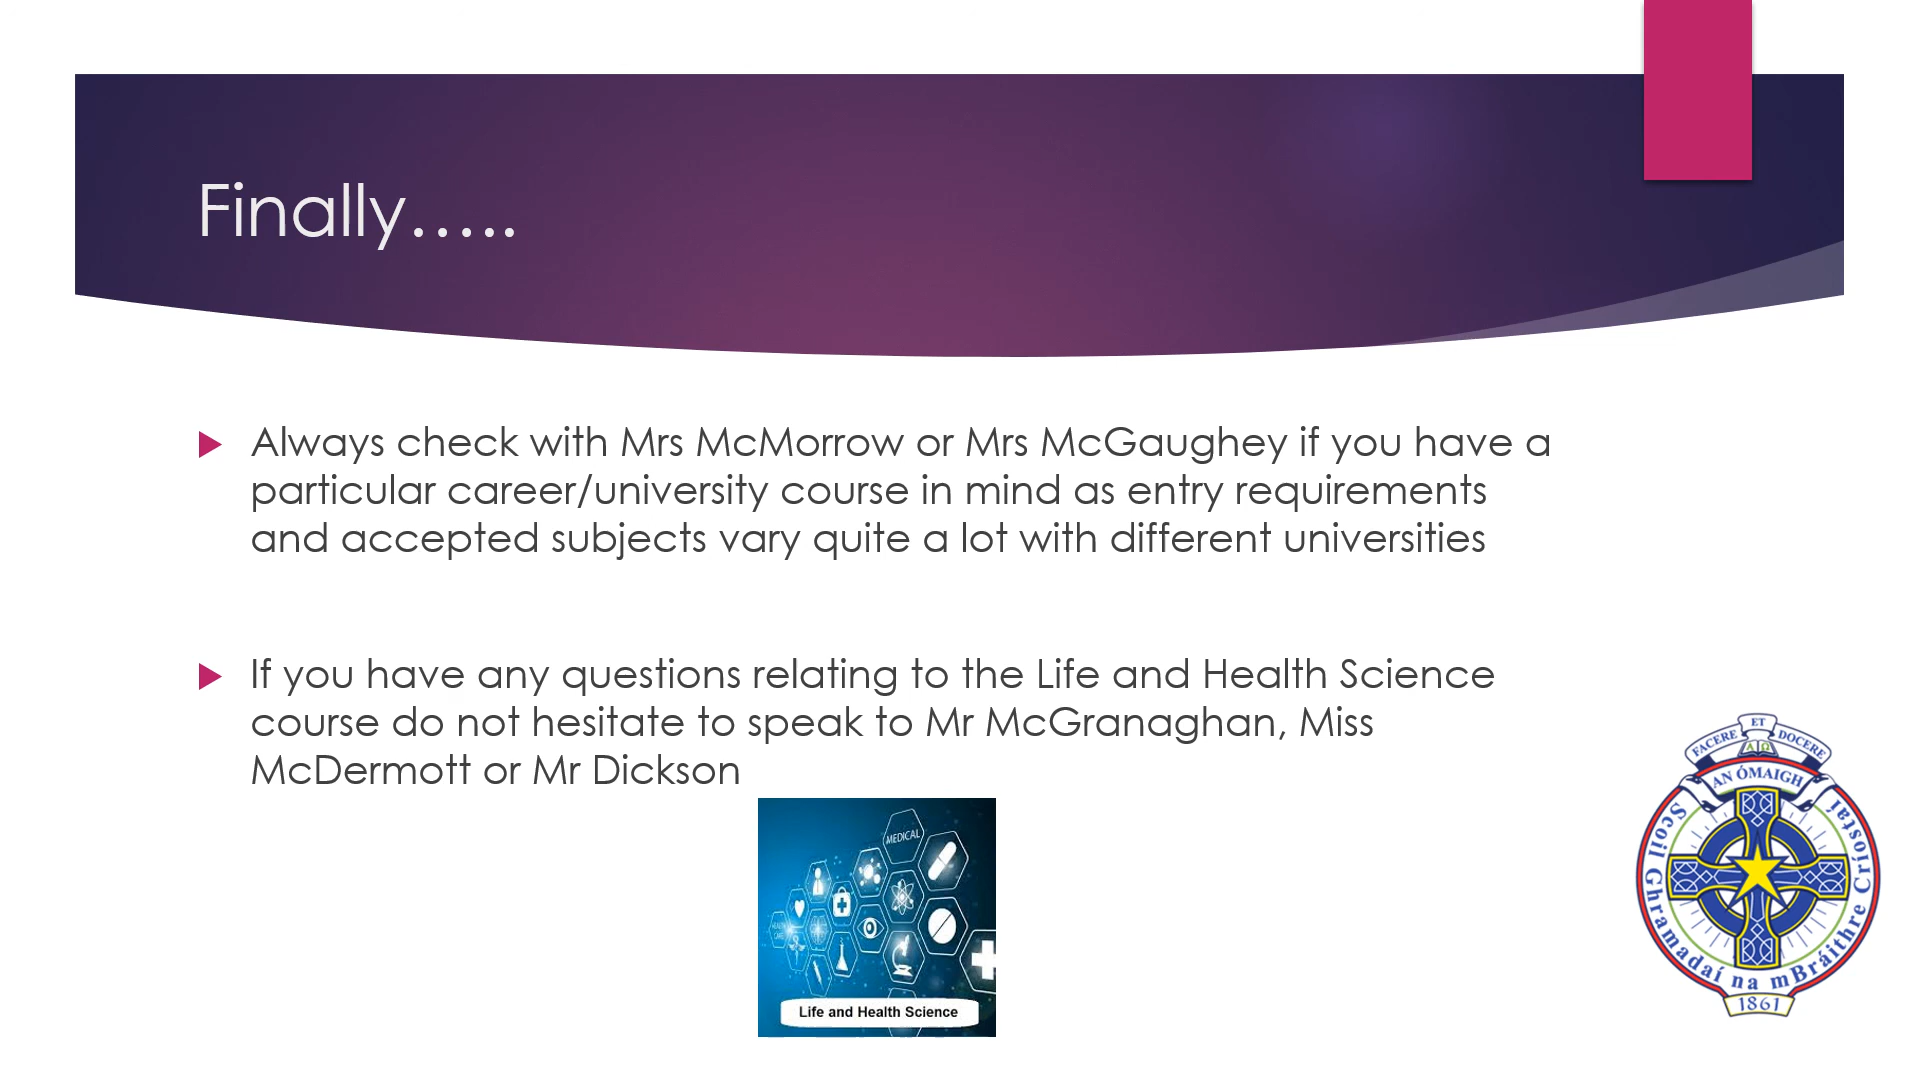 Finally…..
Always check with Mrs McMorrow or Mrs McGaughey if you have a
particular career/university course in mind as entry requirements
and accepted subjects vary quite a lot with different universities
If you have any questions relating to the Life and Health Science
course do not hesitate to speak to Mr McGranaghan, Miss
McDermott or Mr Dickson
MEDICAL
HEALTH
CARE
Life and Health Science
FACERE ET DOCERE
Α Ω
AN ÓMAIGH
Scoil Ghramadaí na mBráithre Críostaí
1861